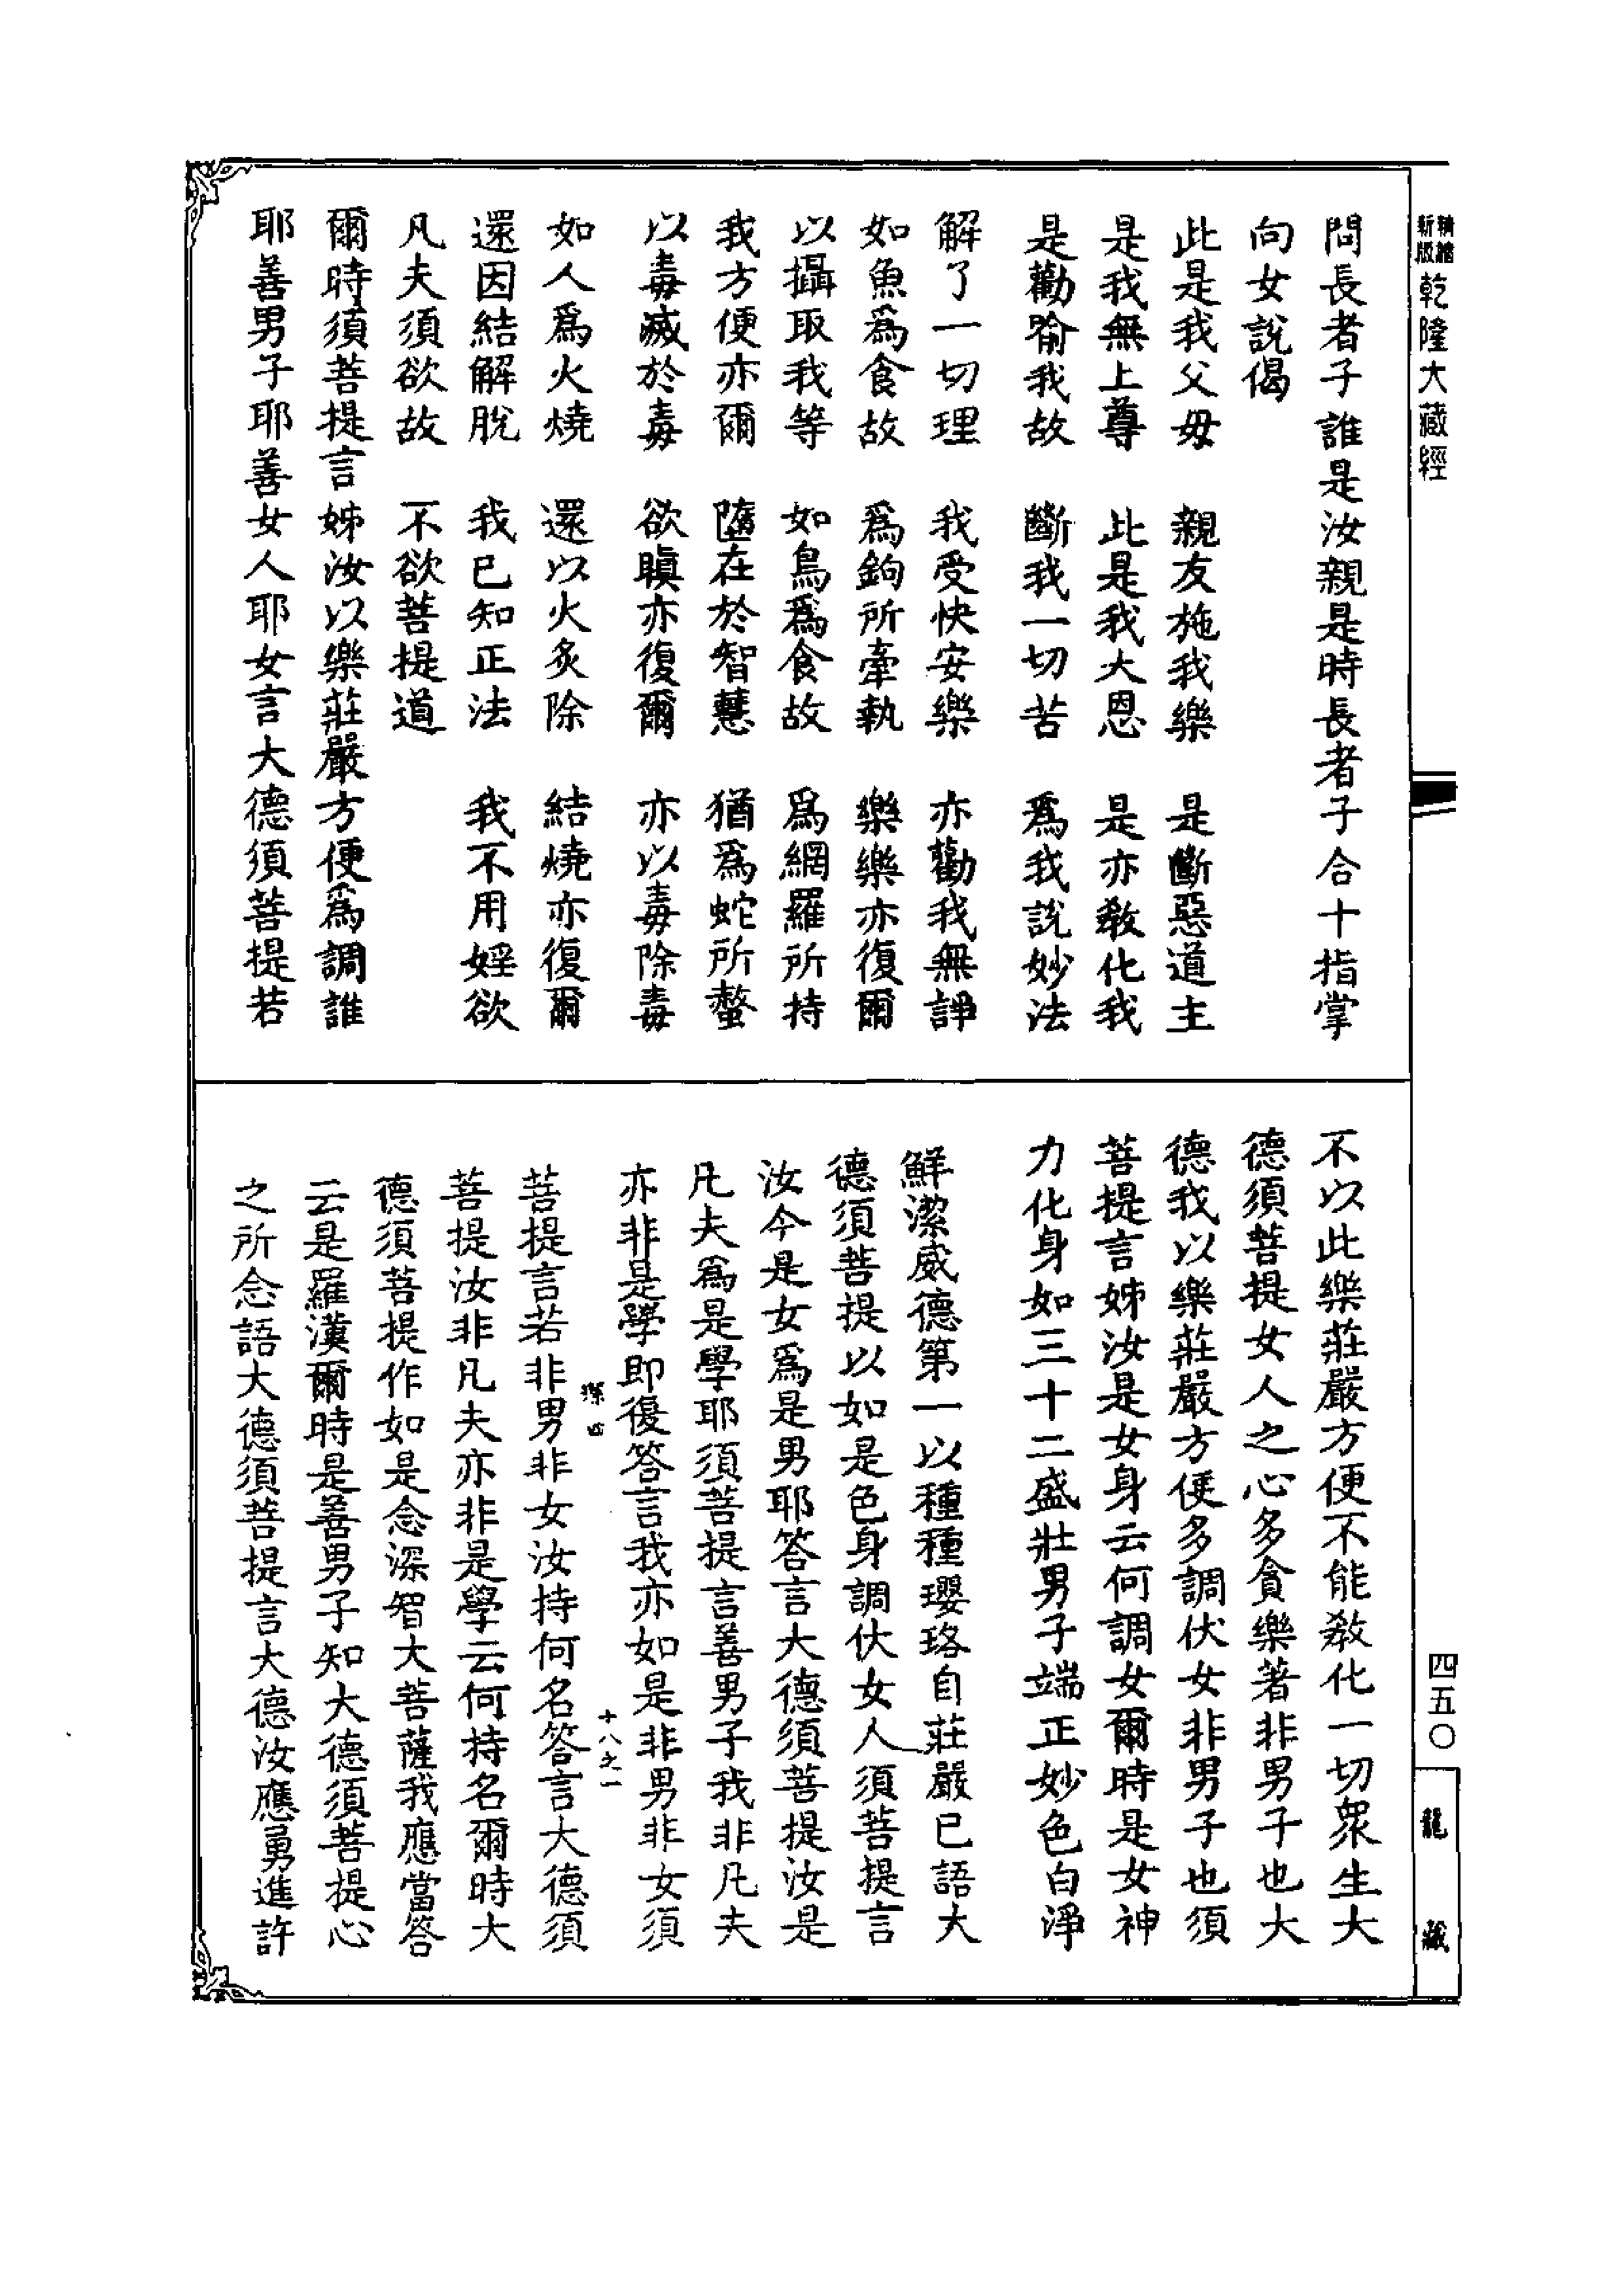 新版
精縮
乾隆大藏經
問長者子誰是汝親是時長者子合十指掌
向女說偈
此是我父母　親友施我樂　是斷惡道主
是我無上尊　此是我大恩　是亦教化我
是勸喻我故　斷我一切苦　爲我說妙法
解了一切理　我受快安樂　亦勸我無諍
如魚爲食故　爲鉤所牽執　樂樂亦復爾
以攝取我等　如鳥爲食故　爲網羅所持
我方便亦爾　墮在於智慧　猶爲蛇所螫
以毒滅於毒　欲瞋亦復爾　亦以毒除毒
如人爲火燒　還以火炙除　結燒亦復爾
還因結解脫　我已知正法　我不用婬欲
凡夫須欲故　不欲菩提道
爾時須菩提言姊汝以樂莊嚴方便爲調誰
耶善男子耶善女人耶女言大德須菩提若
不以此樂莊嚴方便不能教化一切衆生大
德須菩提女人之心多貪樂著非男子也大
德我以樂莊嚴方便多調伏女非男子也須
菩提言姊汝是女身云何調女爾時是女神
力化身如三十二盛壯男子端正妙色白淨
鮮潔威德第一以種種瓔珞自莊嚴已語大
德須菩提以如是色身調伏女人須菩提言
汝今是女爲是男耶答言大德須菩提汝是
凡夫爲是學耶須菩提言善男子我非凡夫
亦非是學即復答言我亦如是非男非女須
十八之一
菩提言若非男非女汝持何名答言大德須
菩提汝非凡夫亦非是學云何持名爾時大
德須菩提作如是念深智大菩薩我應當答
云是羅漢爾時是善男子知大德須菩提心
之所念語大德須菩提言大德汝應勇進許
四五〇
龍藏